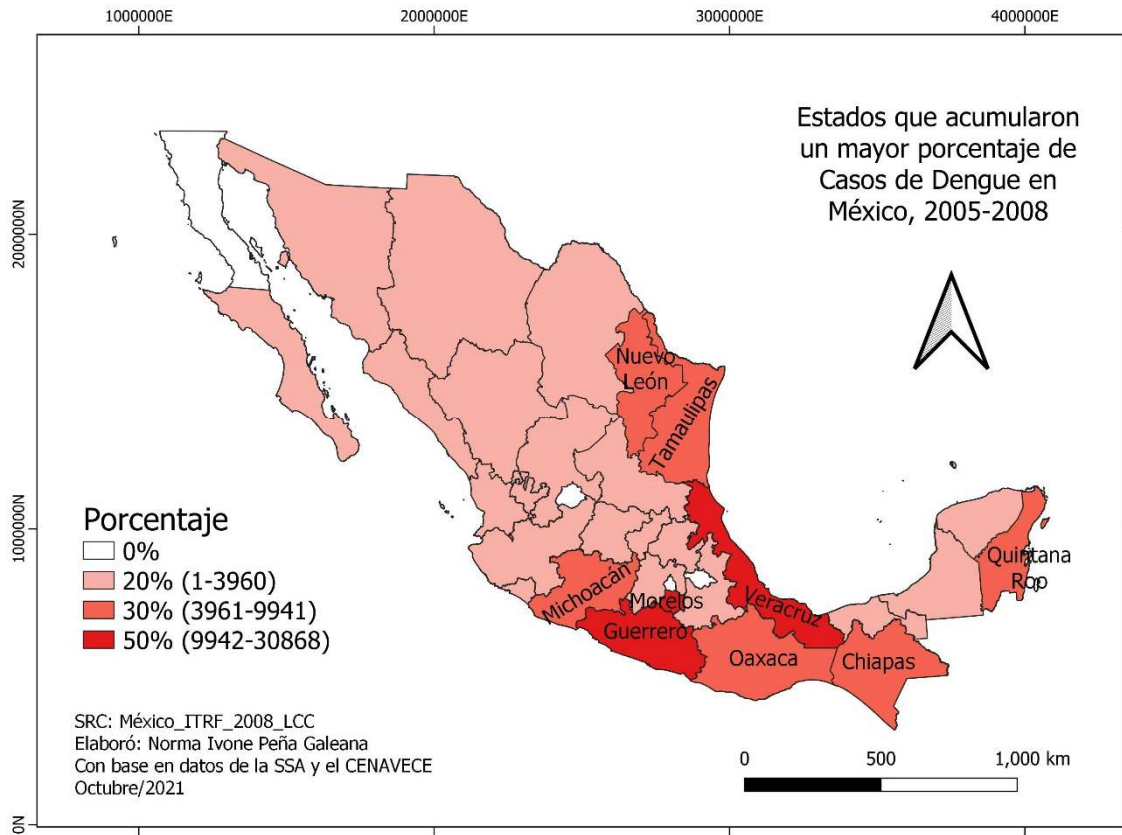 1000000E
2000000E
3000000E
4000000E
Estados que acumularon
un mayor porcentaje de
Casos de Dengue en
México, 2005-2008
2000000N
1000000N
0N
Nuevo
León
Tamaulipas
Quintana
Roo
Michoacán
Morelos
Veracruz
Guerrero
Oaxaca
Chiapas
Porcentaje
0%
20% (1-3960)
30% (3961-9941)
50% (9942-30868)
SRC: México_ITRF_2008_LCC
Elaboró: Norma Ivone Peña Galeana
Con base en datos de la SSA y el CENAVECE
Octubre/2021
0
500
1,000 km